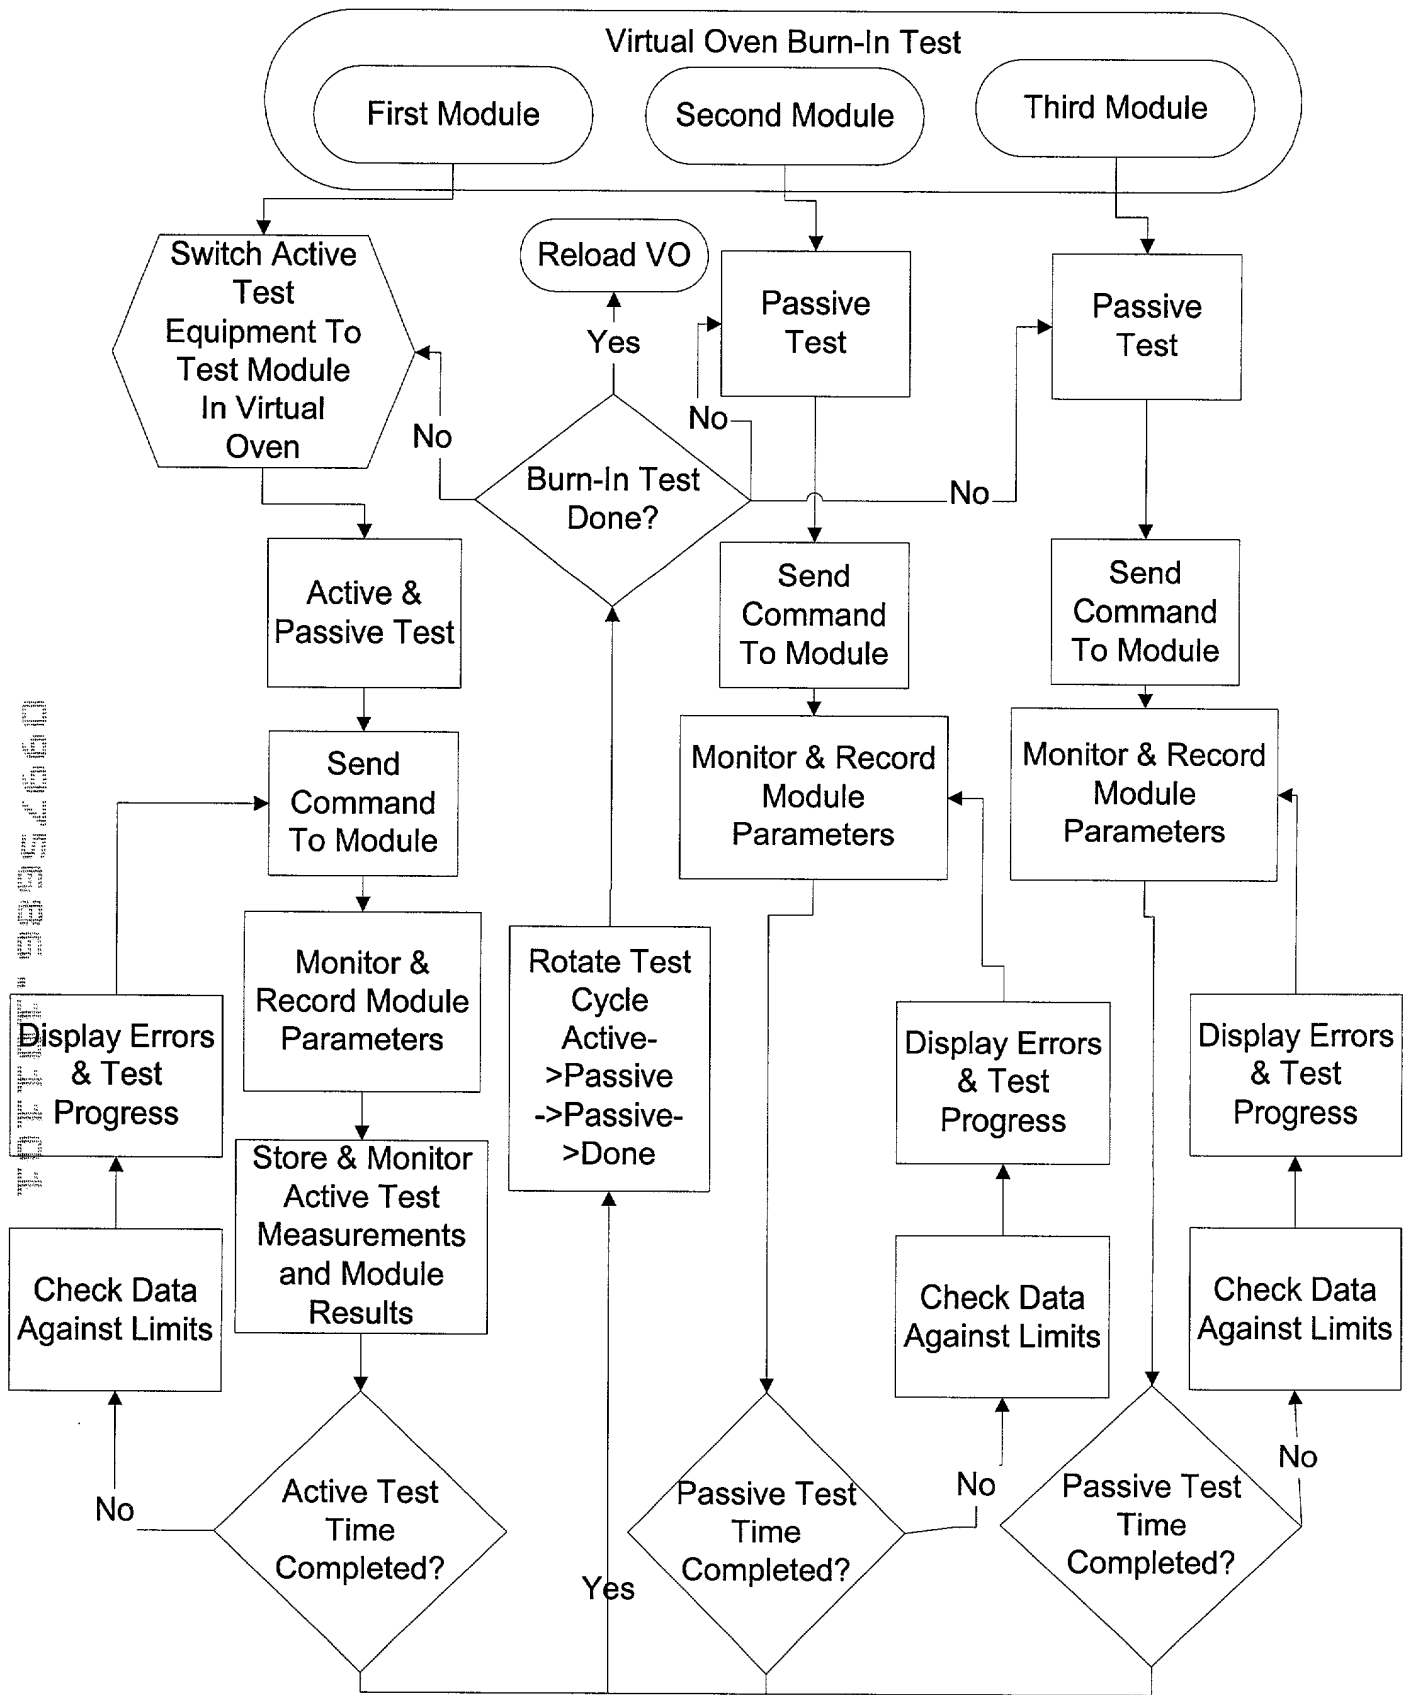 Virtual Oven Burn-In Test
First Module
Second Module
Third Module
Switch Active
Test
Equipment To
Test Module
In Virtual
Oven
Reload VO
Passive
Test
Passive
Test
Yes
No
No
No
Burn-In Test
Done?
Active &
Passive Test
Send
Command
To Module
Send
Command
To Module
Send
Command
To Module
Monitor & Record
Module
Parameters
Monitor & Record
Module
Parameters
Monitor &
Record Module
Parameters
Rotate Test
Cycle
Active-
>Passive
->Passive-
>Done
Display Errors
& Test
Progress
Display Errors
& Test
Progress
Display Errors
& Test
Progress
Store & Monitor
Active Test
Measurements
and Module
Results
Check Data
Against Limits
Check Data
Against Limits
Check Data
Against Limits
No
Active Test
Time
Completed?
Yes
Passive Test
Time
Completed?
No
Passive Test
Time
Completed?
No